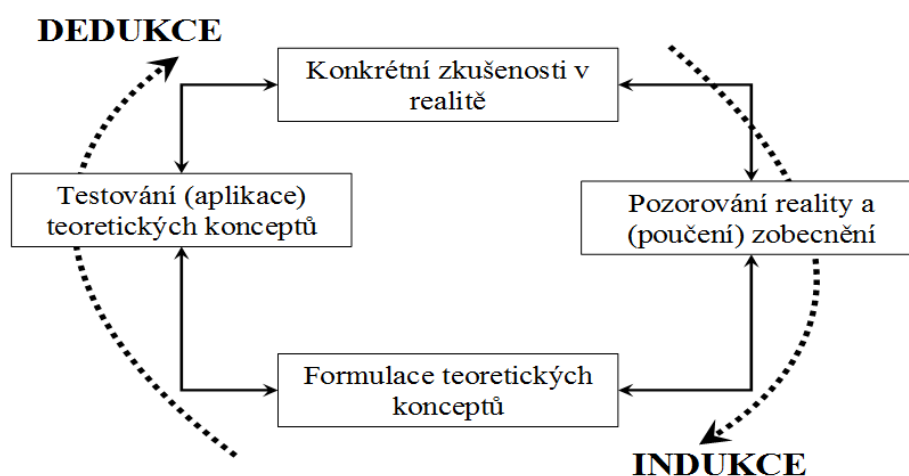 DEDUKCE
Konkrétní zkušenosti v
realitě
Testování (aplikace)
teoretických konceptů
Pozorování reality a
(poučení) zobecnění
Formulace teoretických
konceptů
INDUKCE